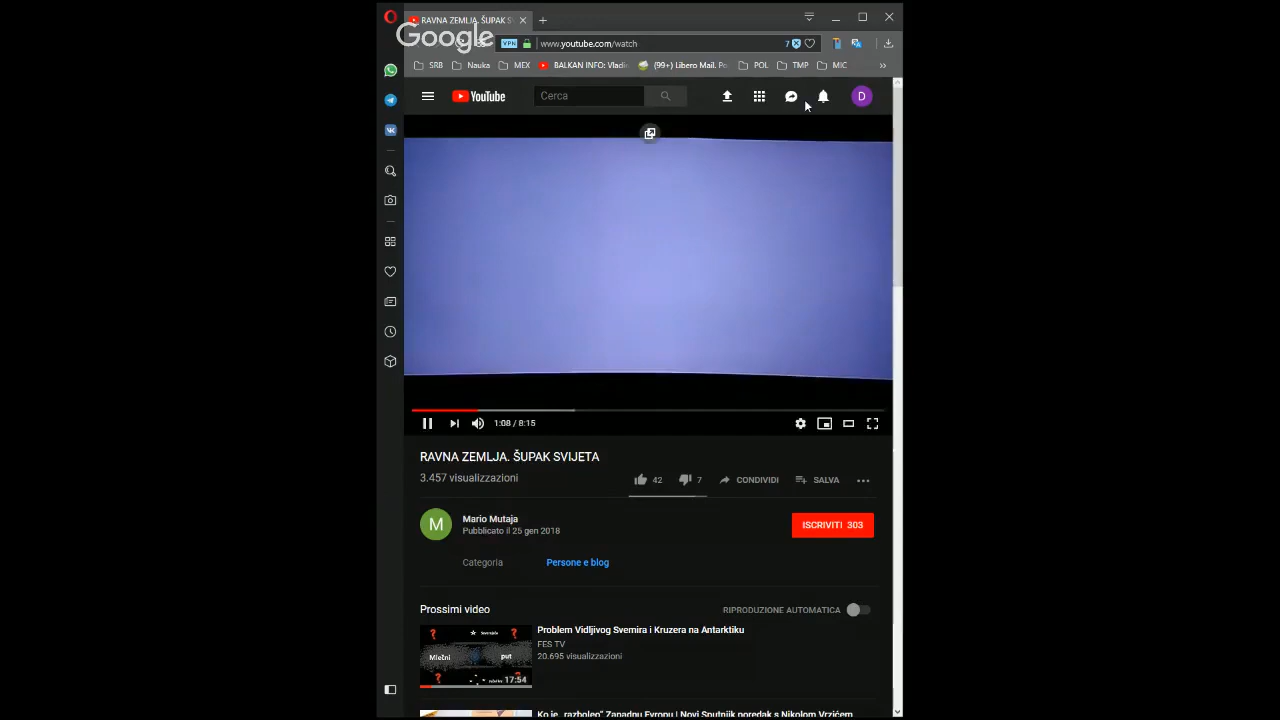 RAVNA ZEMLJA. ŠUPAK S
Google
VPN
www.youtube.com/watch
7
SRB
Nauka
MEX
BALKAN INFO: Vladi
(99+) Libero Mail. Po
POL
TMP
MIC
YouTube
Cerca
D
1:08 / 8:15
RAVNA ZEMLJA. ŠUPAK SVIJETA
3.457 visualizzazioni
42
7
CONDIVIDI
SALVA
M
Mario Mutaja
Pubblicato il 25 gen 2018
ISCRIVITI 303
Categoria
Persone e blog
Prossimi video
RIPRODUZIONE AUTOMATICA
Mlečni
put
17:54
Problem Vidljivog Svemira i Kruzera na Antarktiku
FES TV
20.695 visualizzazioni
Ko je „razboleo" Zapadnu Evropu | Novi Sputnjik poredak s Nikolom Vrzićem